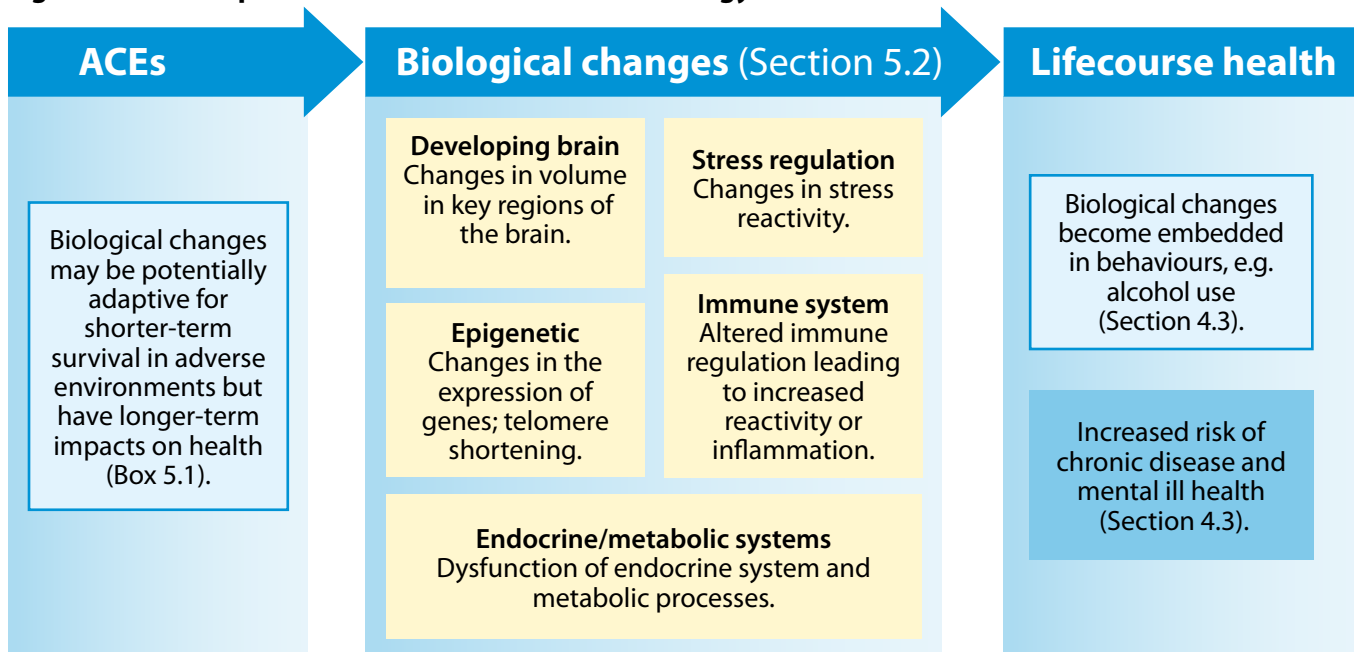 ACEs
Biological changes
may be potentially
adaptive for
shorter-term
survival in adverse
environments but
have longer-term
impacts on health
(Box 5.1).
Biological changes (Section 5.2)
Developing brain
Changes in volume
in key regions of
the brain.
Stress regulation
Changes in stress
reactivity.
Epigenetic
Changes in the
expression of
genes; telomere
shortening.
Immune system
Altered immune
regulation leading
to increased
reactivity or
inflammation.
Endocrine/metabolic systems
Dysfunction of endocrine system and
metabolic processes.
Lifecourse health
Biological changes
become embedded
in behaviours, e.g.
alcohol use
(Section 4.3).
Increased risk of
chronic disease and
mental ill health
(Section 4.3).